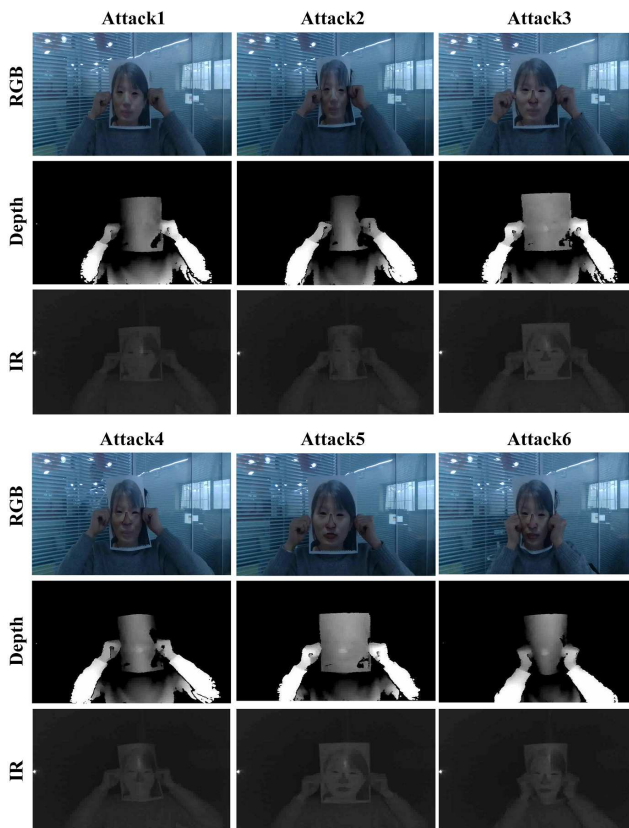 Attack1 Attack2 Attack3
RGB
Depth
IR
Attack4 Attack5 Attack6
RGB
Depth
IR